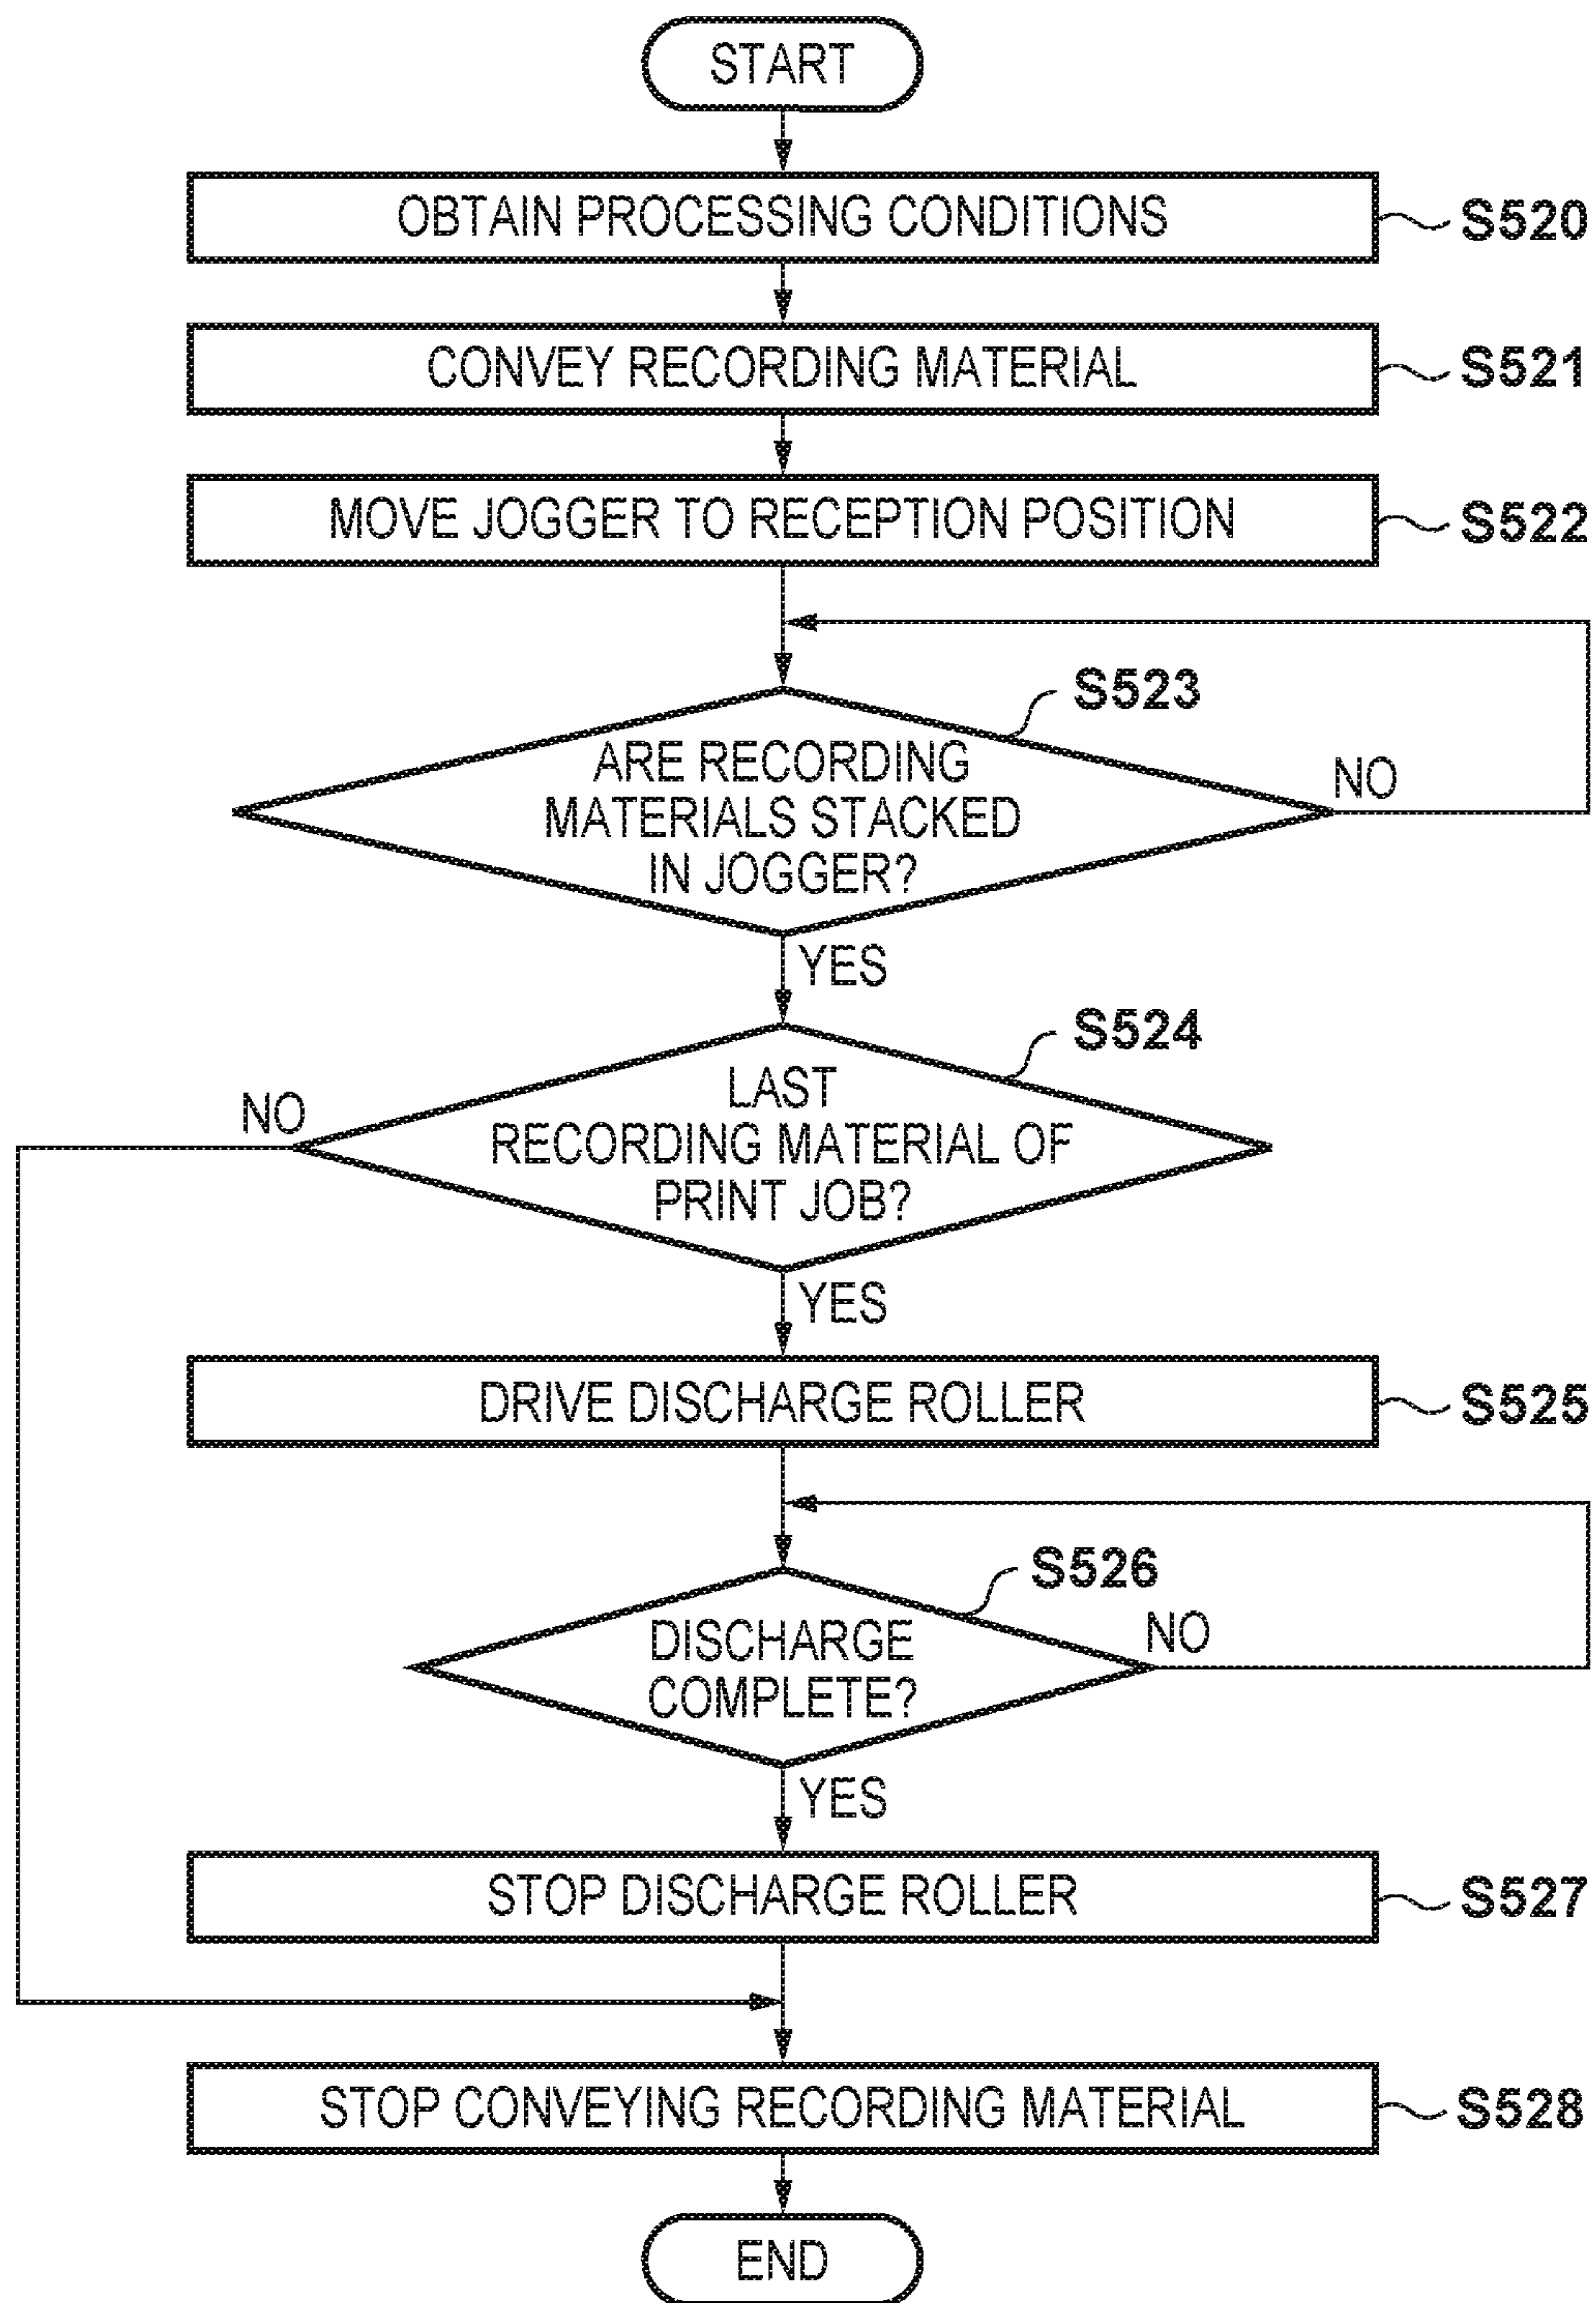 START
OBTAIN PROCESSING CONDITIONS
S520
CONVEY RECORDING MATERIAL
S521
MOVE JOGGER TO RECEPTION POSITION
S522
S523
ARE RECORDING
MATERIALS STACKED
IN JOGGER?
NO
YES
S524
LAST
RECORDING MATERIAL OF
PRINT JOB?
NO
YES
DRIVE DISCHARGE ROLLER
S525
S526
DISCHARGE
COMPLETE?
NO
YES
STOP DISCHARGE ROLLER
S527
STOP CONVEYING RECORDING MATERIAL
S528
END